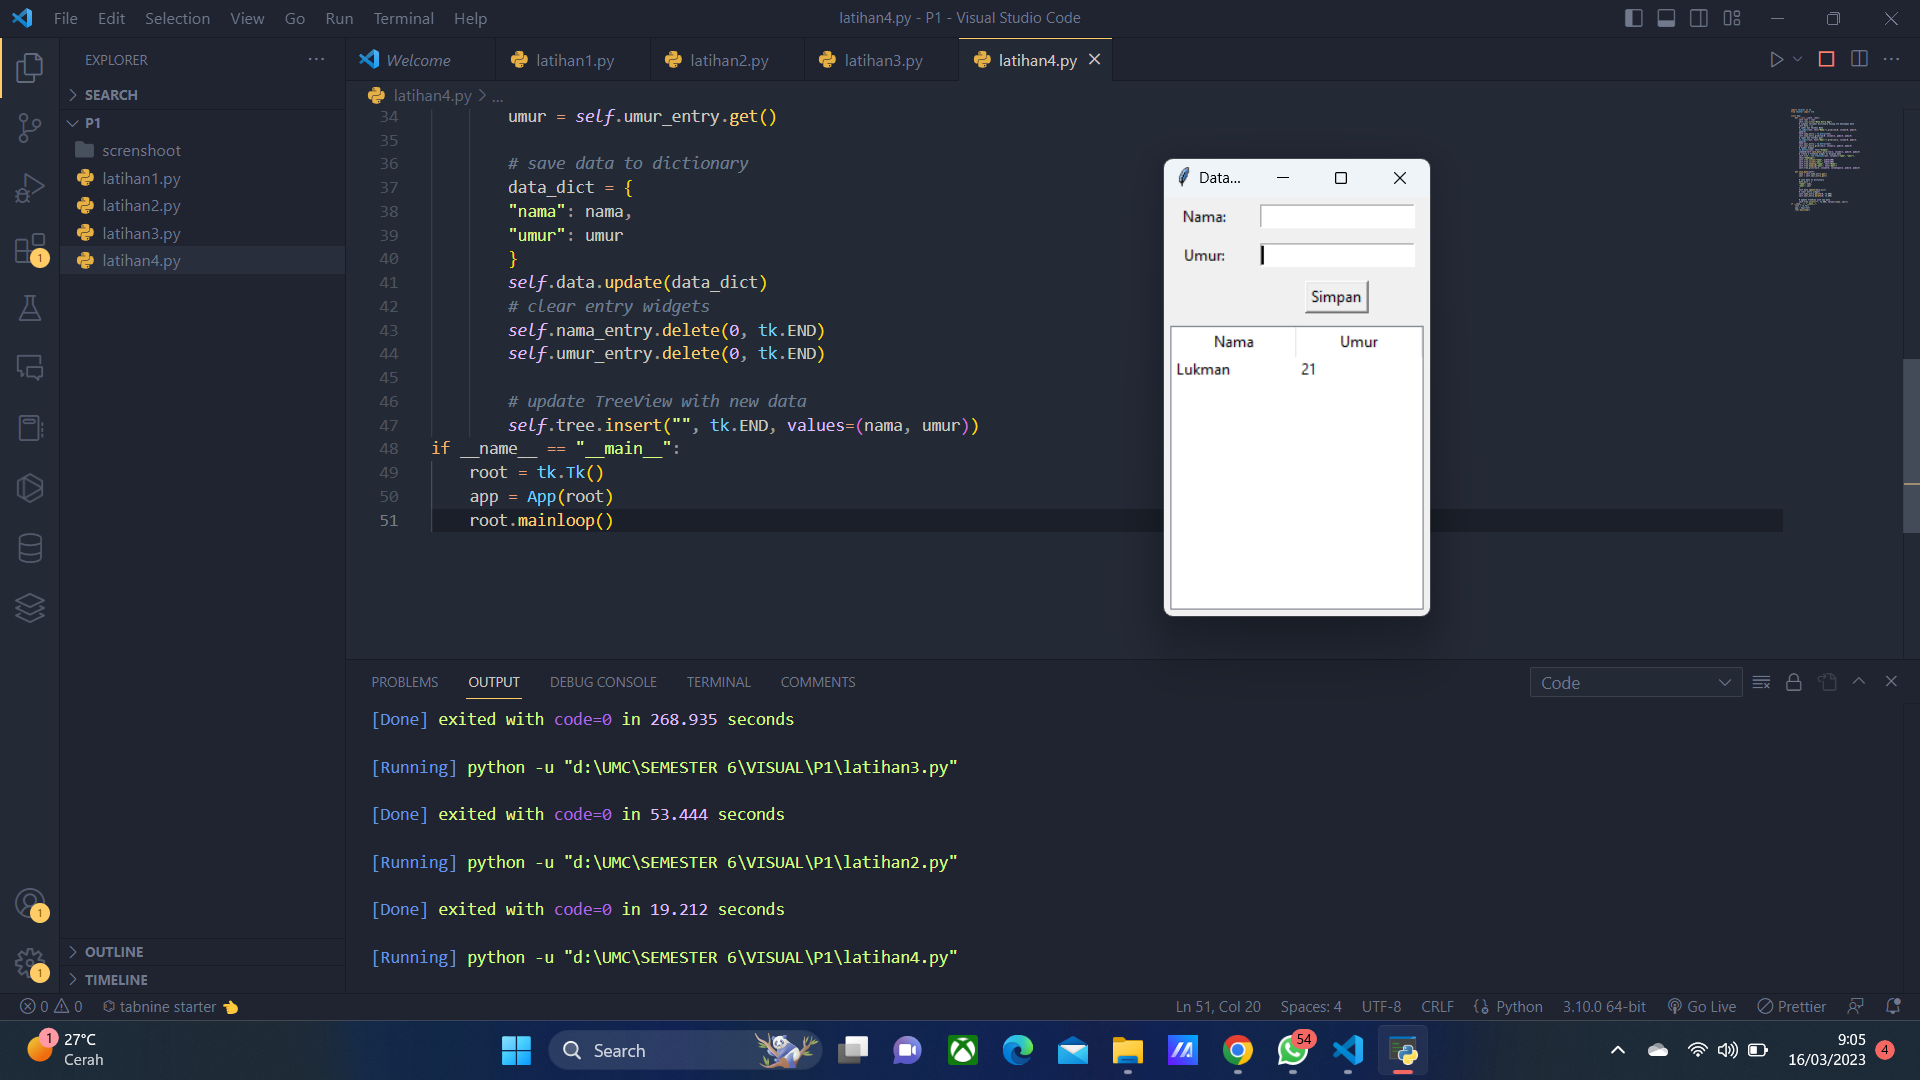 File Edit Selection View Go Run Terminal Help
latihan4.py - P1 - Visual Studio Code
EXPLORER
SEARCH
P1
screnshoot
latihan1.py
latihan2.py
latihan3.py
latihan4.py
OUTLINE
TIMELINE
Welcome latihan1.py latihan2.py latihan3.py latihan4.py
latihan4.py > ...
34 umur = self.umur_entry.get()
35
36 # save data to dictionary
37 data_dict = {
38 "nama": nama,
39 "umur": umur
40 }
41 self.data.update(data_dict)
42 # clear entry widgets
43 self.nama_entry.delete(0, tk.END)
44 self.umur_entry.delete(0, tk.END)
45
46 # update TreeView with new data
47 self.tree.insert("", tk.END, values=(nama, umur))
48 if __name__ == "__main__":
49 root = tk.Tk()
50 app = App(root)
51 root.mainloop()
Data...
Nama:
Umur:
Simpan
Nama Umur
Lukman 21
PROBLEMS OUTPUT DEBUG CONSOLE TERMINAL COMMENTS
Code
[Done] exited with code=0 in 268.935 seconds
[Running] python -u "d:\UMC\SEMESTER 6\VISUAL\P1\latihan3.py"
[Done] exited with code=0 in 53.444 seconds
[Running] python -u "d:\UMC\SEMESTER 6\VISUAL\P1\latihan2.py"
[Done] exited with code=0 in 19.212 seconds
[Running] python -u "d:\UMC\SEMESTER 6\VISUAL\P1\latihan4.py"
1
1
1
0 0 tabnine starter
Ln 51, Col 20 Spaces: 4 UTF-8 CRLF Python 3.10.0 64-bit Go Live Prettier
1
27°C
Cerah
Search
54
9:05
16/03/2023
4